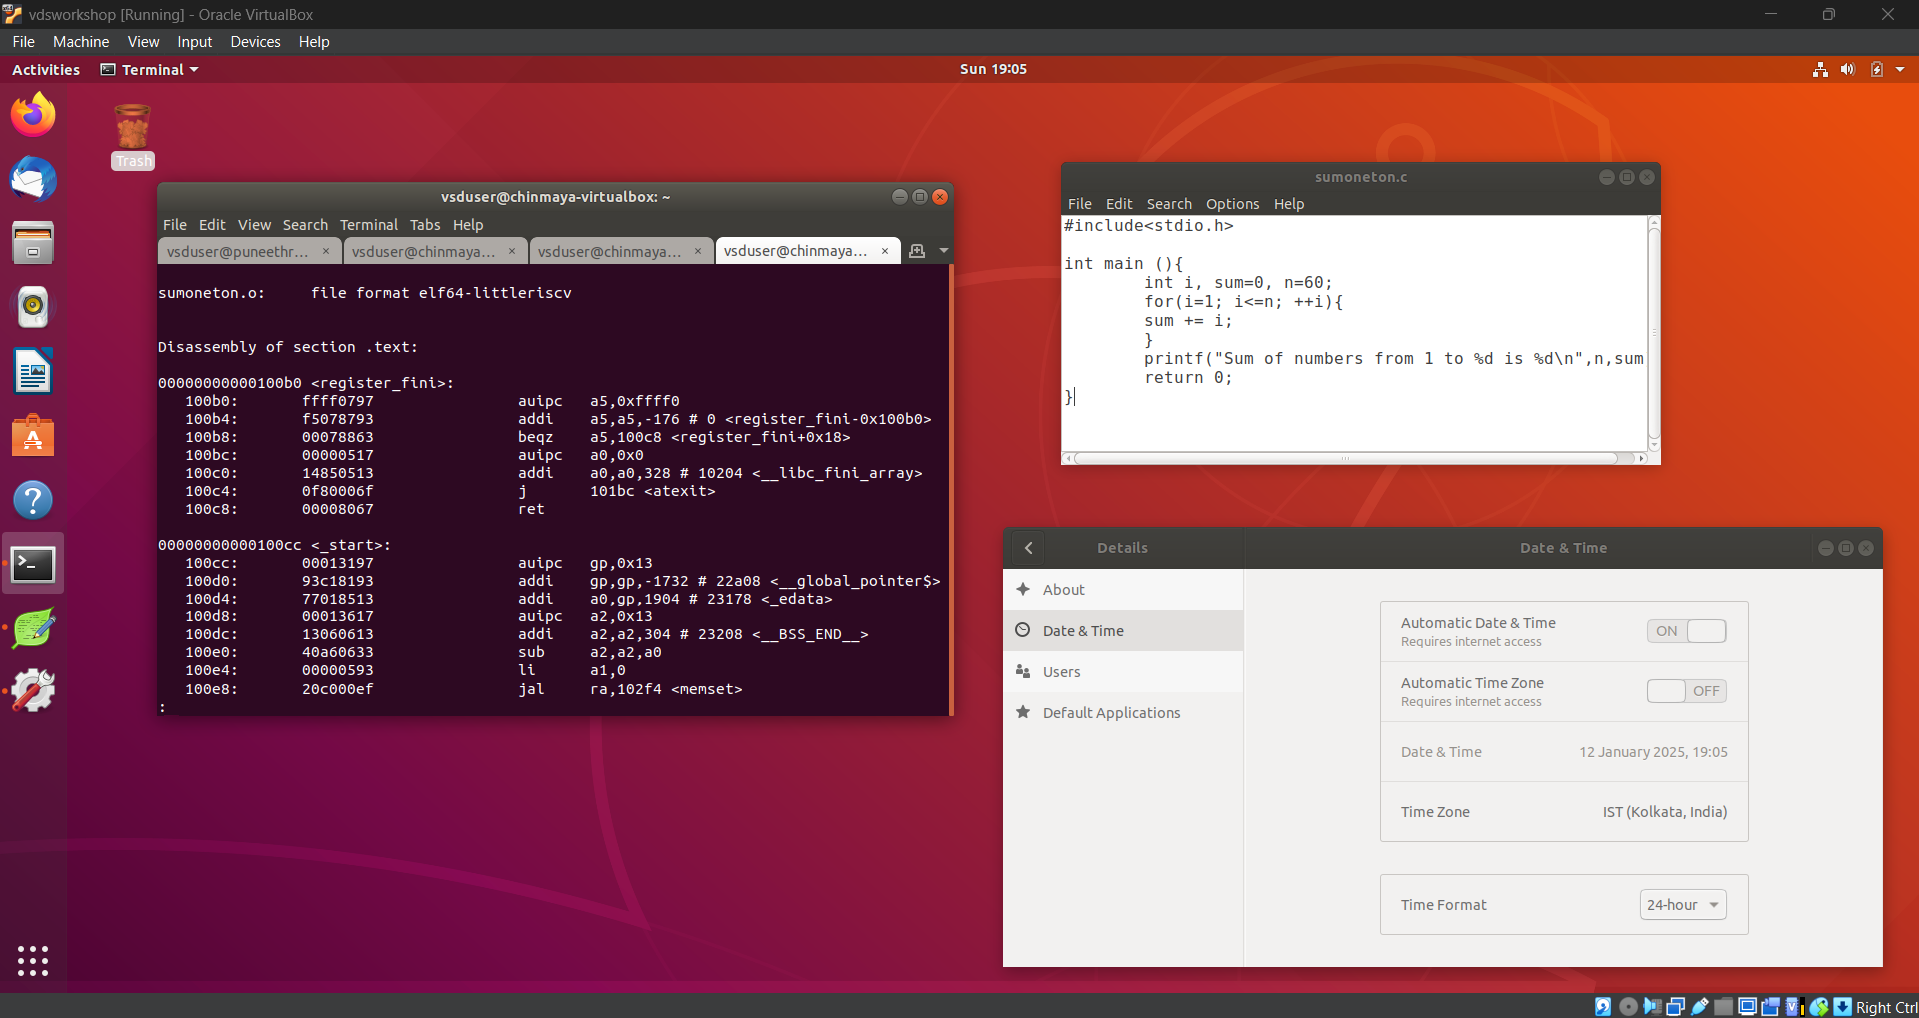 vdsworkshop [Running] - Oracle VirtualBox
File Machine View Input Devices Help
Activities Terminal Sun 19:05
Trash
vsduser@chinmaya-virtualbox: ~
File Edit View Search Terminal Tabs Help
vsduser@puneethr... × vsduser@chinmaya... × vsduser@chinmaya... × vsduser@chinmaya... ×
sumoneton.o:     file format elf64-littleriscv
Disassembly of section .text:
00000000000100b0 <register_fini>:
100b0: ffff0797 auipc a5,0xffff0
100b4: f5078793 addi a5,a5,-176 # 0 <register_fini-0x100b0>
100b8: 00078863 beqz a5,100c8 <register_fini+0x18>
100bc: 00000517 auipc a0,0x0
100c0: 14850513 addi a0,a0,328 # 10204 <__libc_fini_array>
100c4: 0f80006f j 101bc <atexit>
100c8: 00008067 ret
00000000000100cc <_start>:
100cc: 00013197 auipc gp,0x13
100d0: 93c18193 addi gp,gp,-1732 # 22a08 <__global_pointer$>
100d4: 77018513 addi a0,gp,1904 # 23178 <_edata>
100d8: 00013617 auipc a2,0x13
100dc: 13060613 addi a2,a2,304 # 23208 <__BSS_END__>
100e0: 40a60633 sub a2,a2,a0
100e4: 00000593 li a1,0
100e8: 20c000ef jal ra,102f4 <memset>
:
sumoneton.c
File Edit Search Options Help
#include<stdio.h>
int main (){
int i, sum=0, n=60;
for(i=1; i<=n; ++i){
sum += i;
}
printf("Sum of numbers from 1 to %d is %d\n",n,sum
return 0;
}
Details Date & Time
About
Date & Time
Users
Default Applications
Automatic Date & Time ON
Requires internet access
Automatic Time Zone OFF
Requires internet access
Date & Time 12 January 2025, 19:05
Time Zone IST (Kolkata, India)
Time Format 24-hour
Right Ctrl